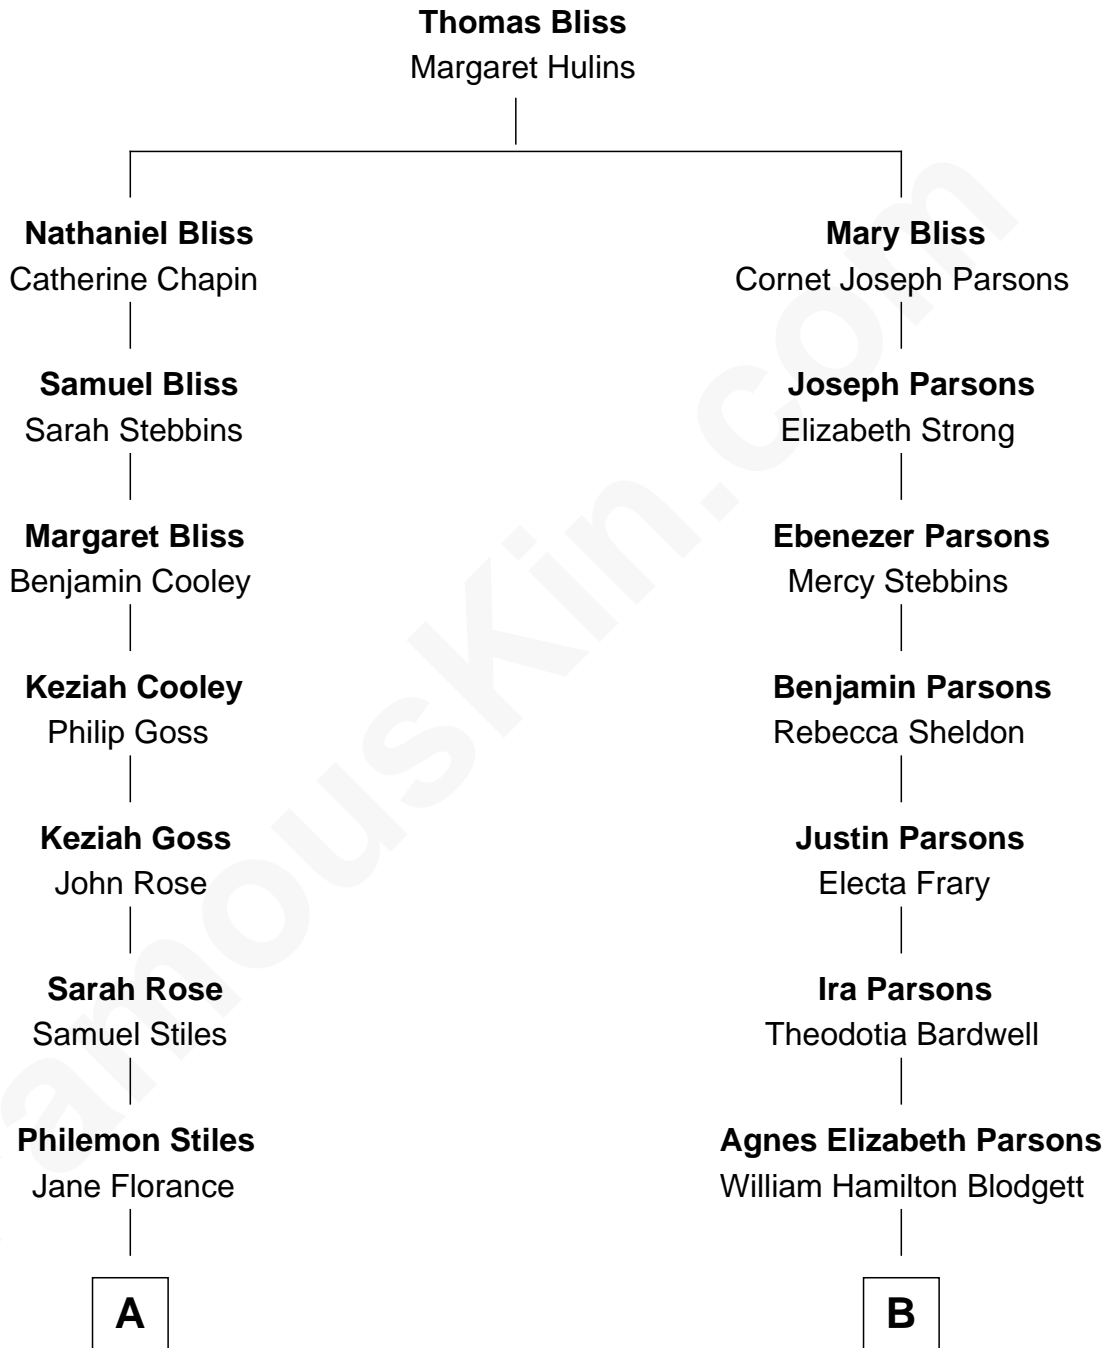 Thomas Bliss
Margaret Hulins
Nathaniel Bliss
Catherine Chapin
Mary Bliss
Cornet Joseph Parsons
Samuel Bliss
Sarah Stebbins
Joseph Parsons
Elizabeth Strong
Margaret Bliss
Benjamin Cooley
Ebenezer Parsons
Mercy Stebbins
Keziah Cooley
Philip Goss
Benjamin Parsons
Rebecca Sheldon
Keziah Goss
John Rose
Justin Parsons
Electa Frary
Sarah Rose
Samuel Stiles
Ira Parsons
Theodotia Bardwell
Philemon Stiles
Jane Florance
Agnes Elizabeth Parsons
William Hamilton Blodgett
A
B
amouskin.com